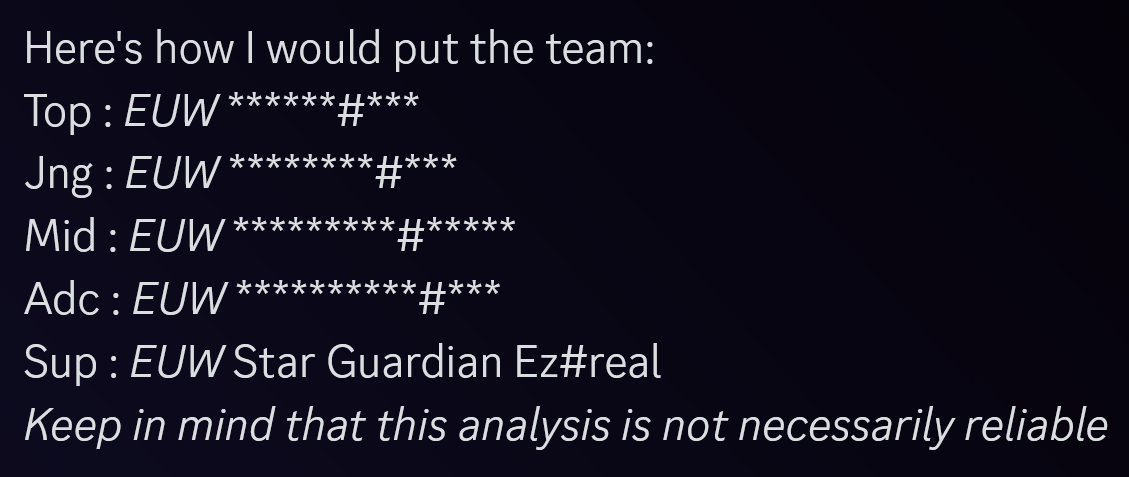 Here's how I would put the team:
Top : EUW ******#***
Jng : EUW ********#***
Mid : EUW *********#*****
Adc : EUW **********#***
Sup : EUW Star Guardian Ez#real
Keep in mind that this analysis is not necessarily reliable